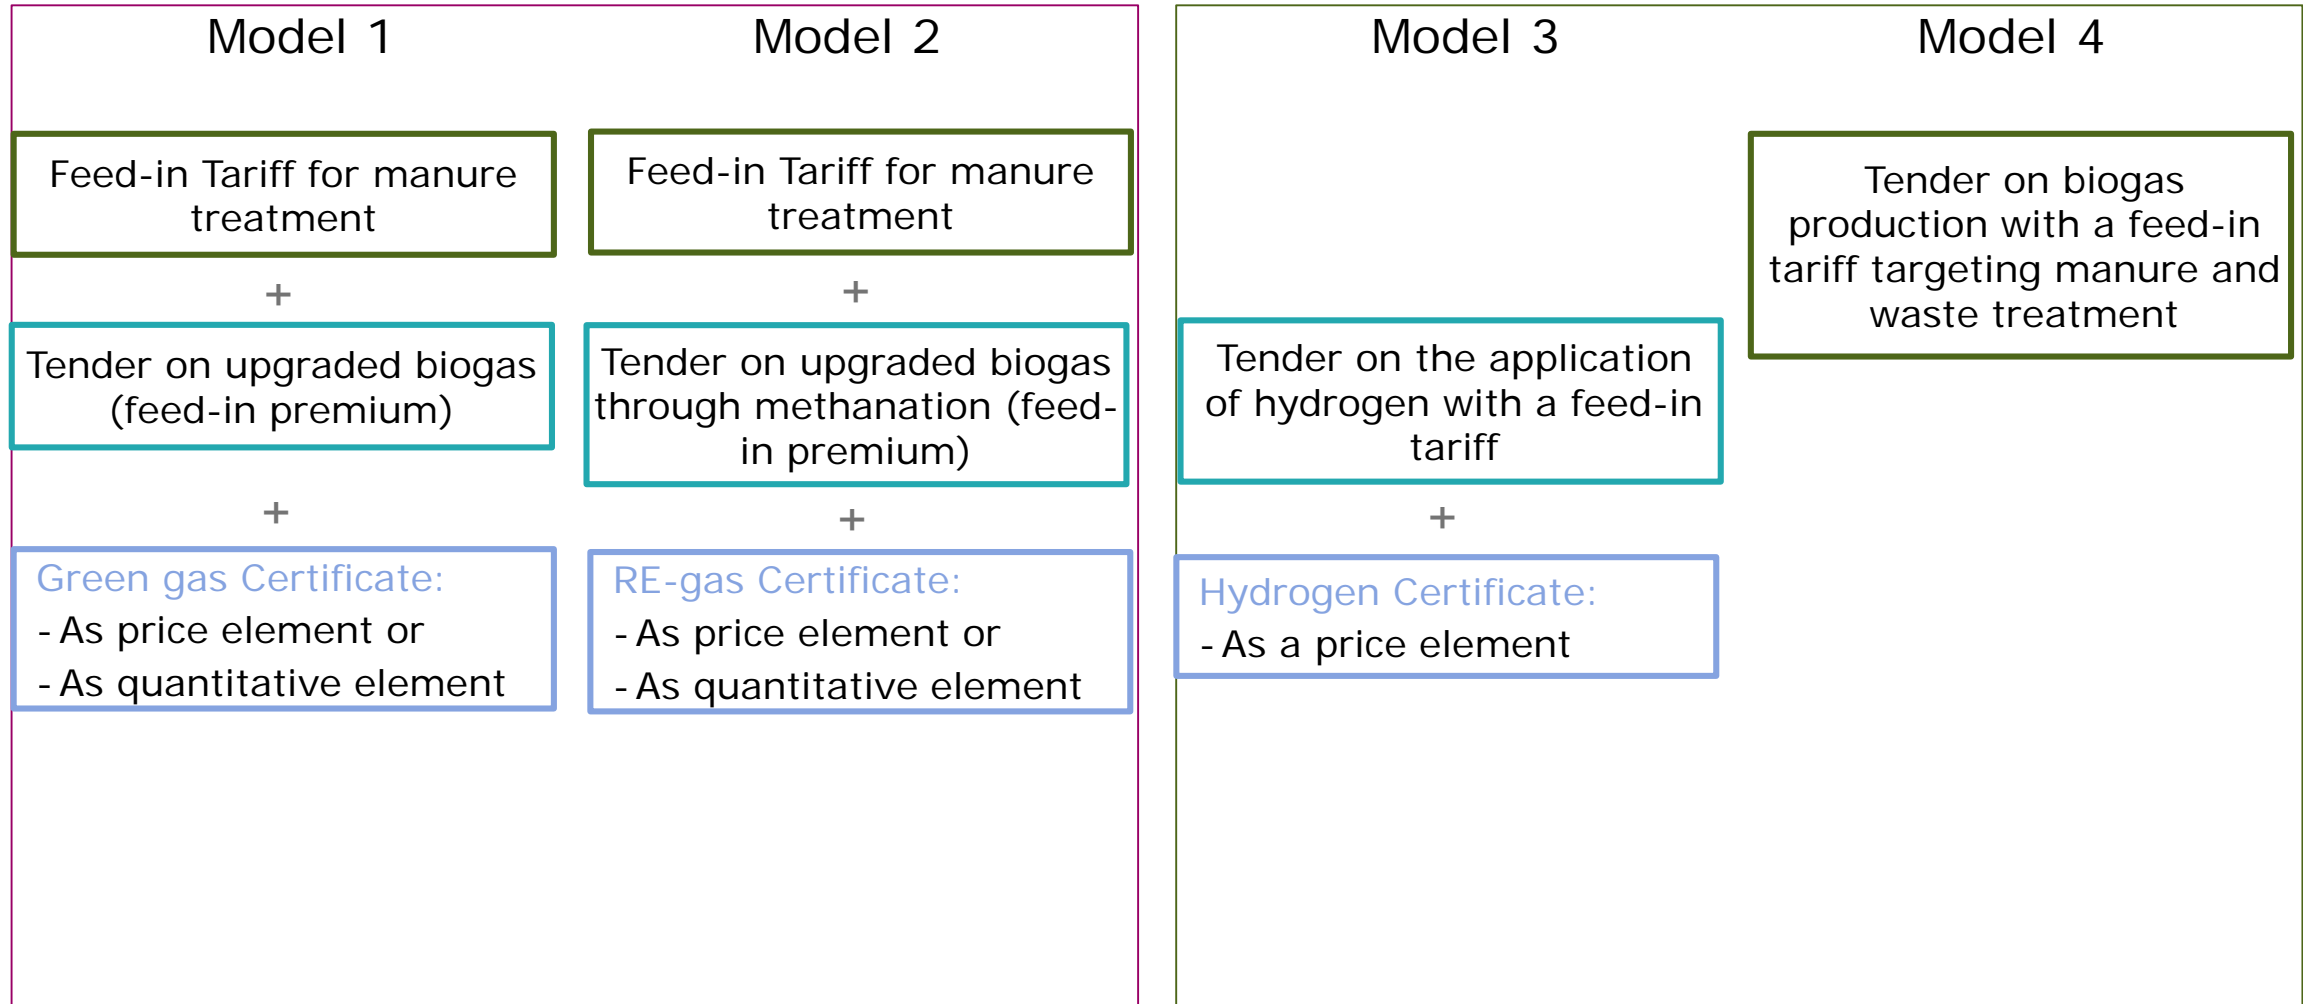 Model 1
Feed-in Tariff for manure
treatment
+
Tender on upgraded biogas
(feed-in premium)
+
Green gas Certificate:
- As price element or
- As quantitative element
Model 2
Feed-in Tariff for manure
treatment
+
Tender on upgraded biogas
through methanation (feed-
in premium)
+
RE-gas Certificate:
- As price element or
- As quantitative element
Model 3
Tender on the application
of hydrogen with a feed-in
tariff
+
Hydrogen Certificate:
- As a price element
Model 4
Tender on biogas
production with a feed-in
tariff targeting manure and
waste treatment